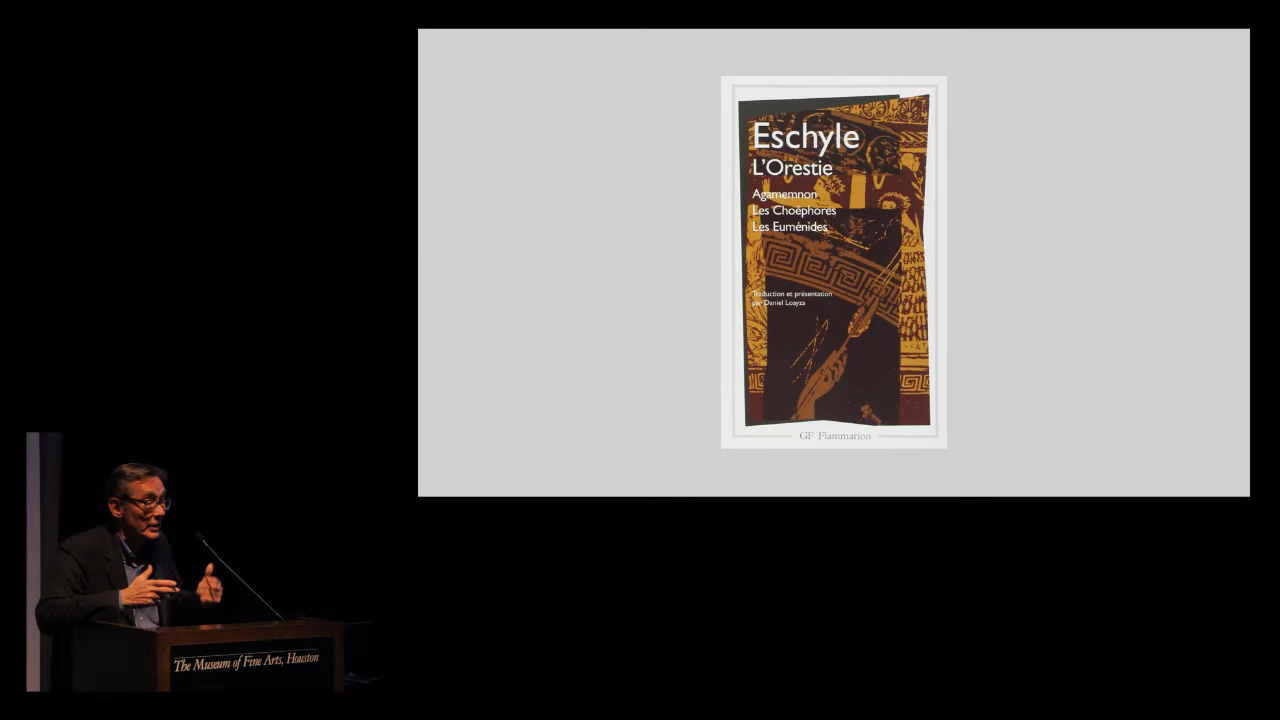 Eschyle
L'Orestie
Agamemnon
Les Choéphores
Les Euménides
Traduction et présentation
par Daniel Loayza
GF Flammarion
The Museum of Fine Arts, Houston